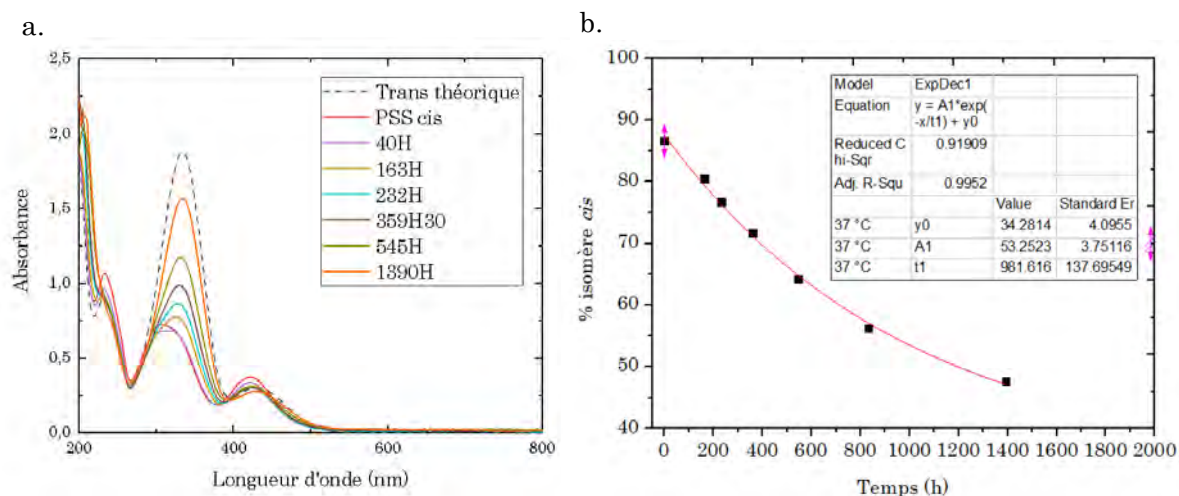 a.
2,5
2,0
1,5
1,0
0,5
0,0
Absorbance
200
400
600
800
Longueur d'onde (nm)
Trans théorique
PSS cis
40H
163H
232H
359H30
545H
1390H
b.
100
90
80
70
60
50
40
% isomère cis
0 200 400 600 800 1000 1200 1400 1600 1800 2000
Temps (h)
Model ExpDec1
Equation y = A1*exp(
-x/t1) + y0
Reduced C 0.91909
hi-Sqr
Adj. R-Squ 0.9952
Value Standard Er
37 °C y0 34.2814 4.0955
37 °C A1 53.2523 3.75116
37 °C t1 981.616 137.69549